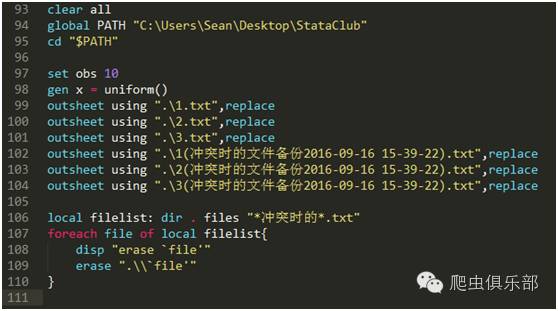 93 clear all
94 global PATH "C:\Users\Sean\Desktop\StataClub"
95 cd "$PATH"
96
97 set obs 10
98 gen x = uniform()
99 outsheet using ".\1.txt",replace
100 outsheet using ".\2.txt",replace
101 outsheet using ".\3.txt",replace
102 outsheet using ".\1(冲突时的文件备份2016-09-16 15-39-22).txt",replace
103 outsheet using ".\2(冲突时的文件备份2016-09-16 15-39-22).txt",replace
104 outsheet using ".\3(冲突时的文件备份2016-09-16 15-39-22).txt",replace
105
106 local filelist: dir . files "*冲突时的*.txt"
107 foreach file of local filelist{
108     disp "erase `file'"
109     erase ".\\`file'"
110 }
111
爬虫俱乐部